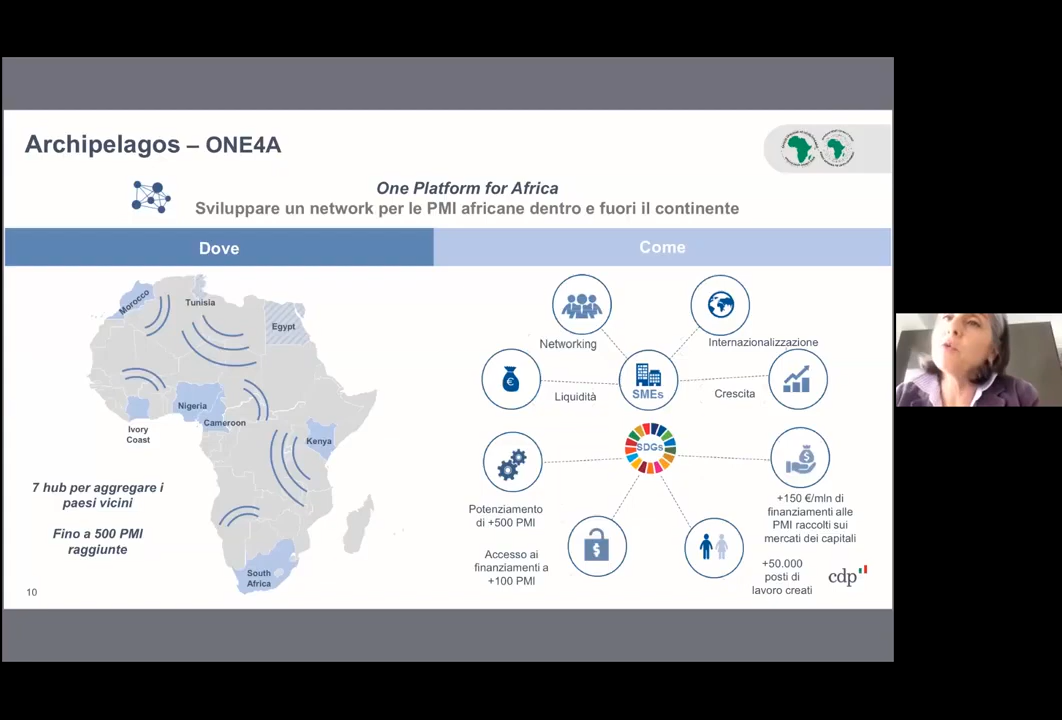 Archipelagos – ONE4A
One Platform for Africa
Sviluppare un network per le PMI africane dentro e fuori il continente
Dove
Come
Morocco
Tunisia
Egypt
Nigeria
Cameroon
Ivory
Coast
Kenya
South
Africa
7 hub per aggregare i
paesi vicini
Fino a 500 PMI
raggiunte
Networking
Internazionalizzazione
€
Liquidità
SMEs
Crescita
SDGs
$
Potenziamento
di +500 PMI
+150 €/mln di
finanziamenti alle
PMI raccolti sui
mercati dei capitali
$
Accesso ai
finanziamenti a
+100 PMI
+50.000
posti di
lavoro creati
cdp
10